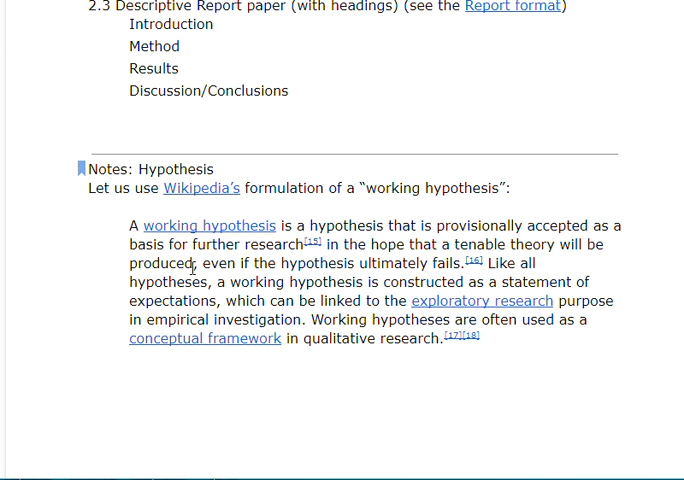 2.3 Descriptive Report paper (with headings) (see the Report format)
Introduction
Method
Results
Discussion/Conclusions
Notes: Hypothesis
Let us use Wikipedia's formulation of a “working hypothesis”:
A working hypothesis is a hypothesis that is provisionally accepted as a
basis for further research[15] in the hope that a tenable theory will be
produced, even if the hypothesis ultimately fails.[16] Like all
hypotheses, a working hypothesis is constructed as a statement of
expectations, which can be linked to the exploratory research purpose
in empirical investigation. Working hypotheses are often used as a
conceptual framework in qualitative research.[17][18]